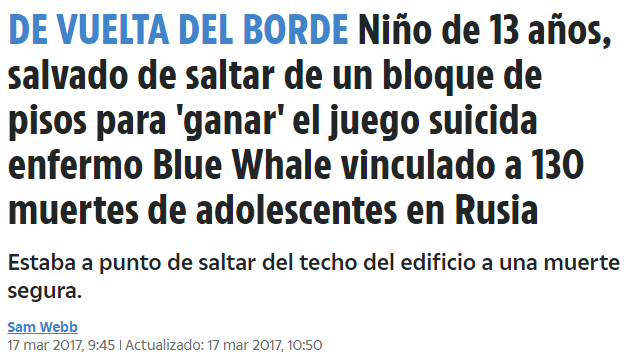 DE VUELTA DEL BORDE Niño de 13 años,
salvado de saltar de un bloque de
pisos para 'ganar' el juego suicida
enfermo Blue Whale vinculado a 130
muertes de adolescentes en Rusia
Estaba a punto de saltar del techo del edificio a una muerte
segura.
Sam Webb
17 mar 2017, 9:45 | Actualizado: 17 mar 2017, 10:50